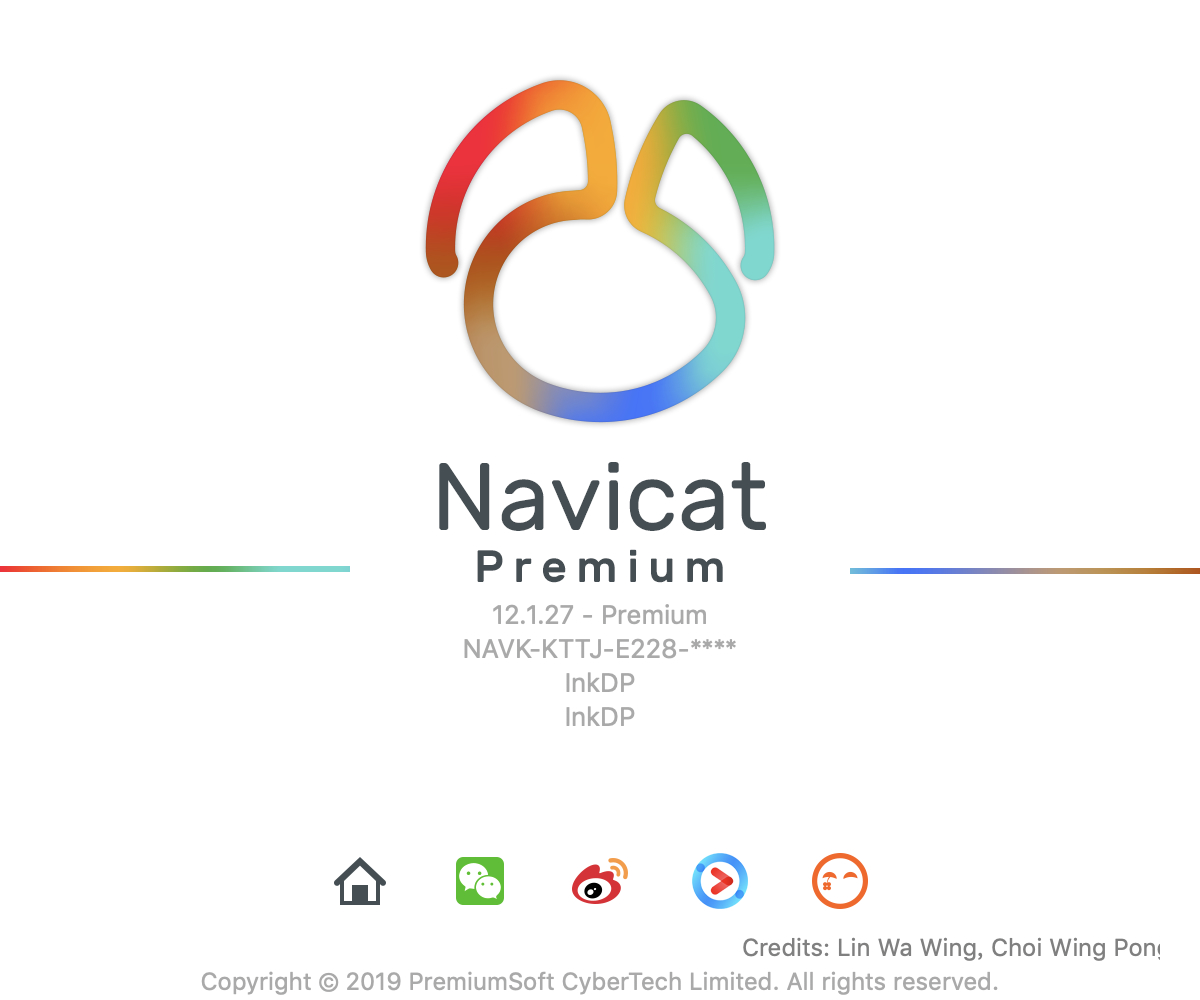 Navicat
Premium
12.1.27 - Premium
NAVK-KTTJ-E228-****
InkDP
InkDP
Credits: Lin Wa Wing, Choi Wing
Copyright © 2019 PremiumSoft CyberTech Limited. All rights reserved.